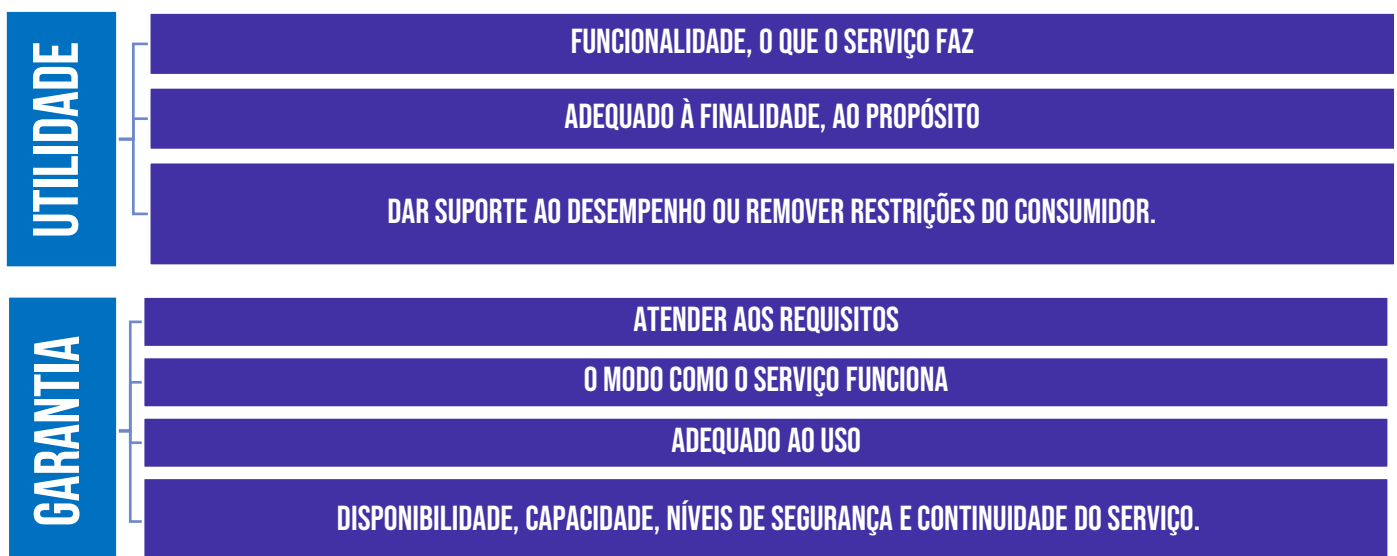 UTILIDADE
FUNCIONALIDADE, O QUE O SERVIÇO FAZ
ADEQUADO À FINALIDADE, AO PROPÓSITO
DAR SUPORTE AO DESEMPENHO OU REMOVER RESTRIÇÕES DO CONSUMIDOR.
GARANTIA
ATENDER AOS REQUISITOS
O MODO COMO O SERVIÇO FUNCIONA
ADEQUADO AO USO
DISPONIBILIDADE, CAPACIDADE, NÍVEIS DE SEGURANÇA E CONTINUIDADE DO SERVIÇO.